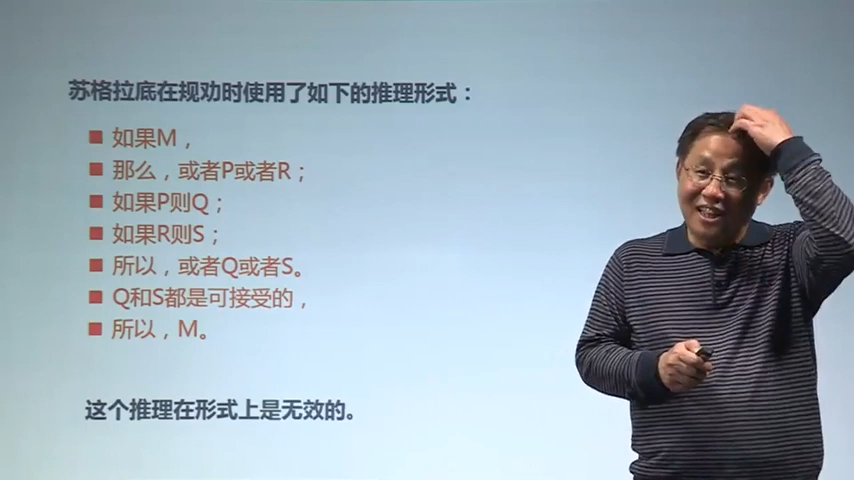 苏格拉底在规劝时使用了如下的推理形式：
如果M，
那么，或者P或者R；
如果P则Q；
如果R则S；
所以，或者Q或者S。
Q和S都是可接受的，
所以，M。
这个推理在形式上是无效的。